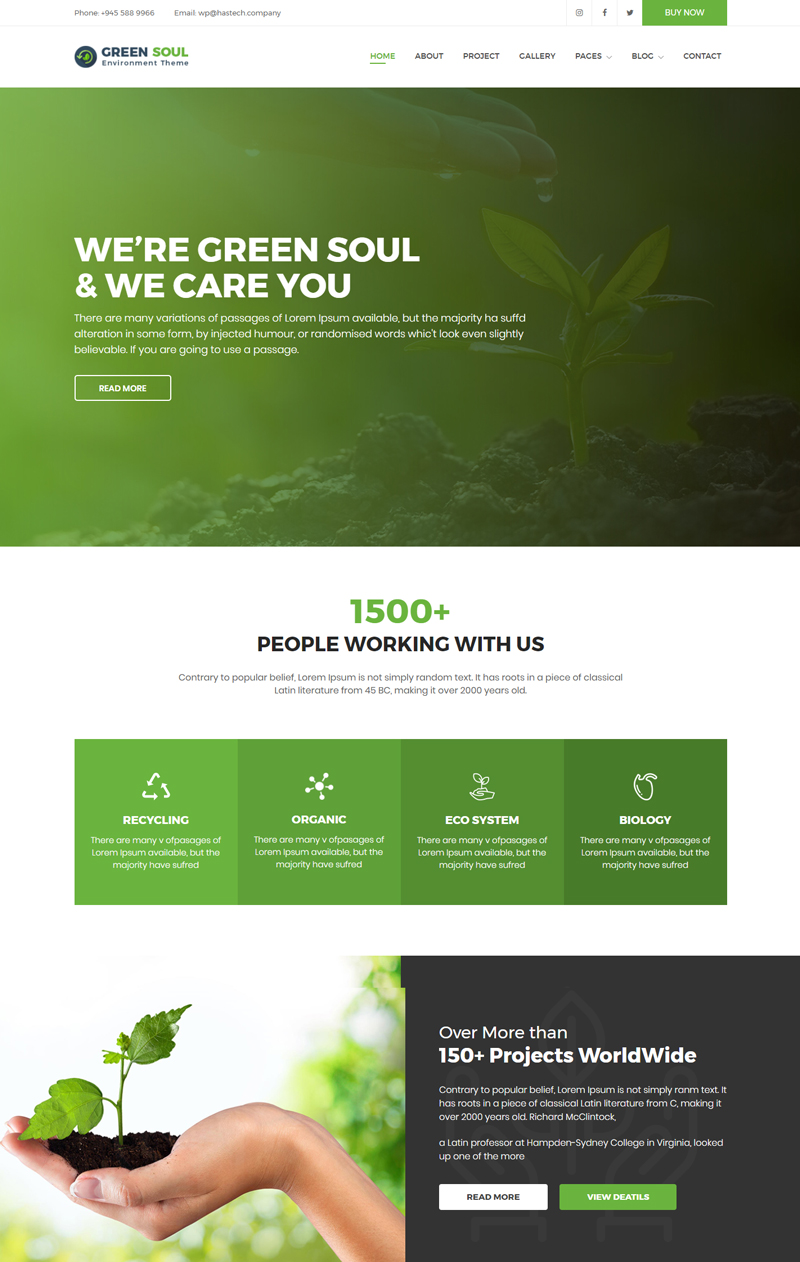 Phone: +945 588 9966 Email: wp@hastech.company BUY NOW
GREEN SOUL
Environment Theme
HOME ABOUT PROJECT GALLERY PAGES BLOG CONTACT
WE'RE GREEN SOUL
& WE CARE YOU
There are many variations of passages of Lorem Ipsum available, but the majority ha suffd
alteration in some form, by injected humour, or randomised words whic't look even slightly
believable. If you are going to use a passage.
READ MORE
1500+
PEOPLE WORKING WITH US
Contrary to popular belief, Lorem Ipsum is not simply random text. It has roots in a piece of classical
Latin literature from 45 BC, making it over 2000 years old.
RECYCLING
There are many v ofpasages of
Lorem Ipsum available, but the
majority have sufred
ORGANIC
There are many v ofpasages of
Lorem Ipsum available, but the
majority have sufred
ECO SYSTEM
There are many v ofpasages of
Lorem Ipsum available, but the
majority have sufred
BIOLOGY
There are many v ofpasages of
Lorem Ipsum available, but the
majority have sufred
Over More than
150+ Projects WorldWide
Contrary to popular belief, Lorem Ipsum is not simply ranm text. It
has roots in a piece of classical Latin literature from C, making it
over 2000 years old. Richard McClintock,
a Latin professor at Hampden-Sydney College in Virginia, looked
up one of the more
READ MORE VIEW DEATILS